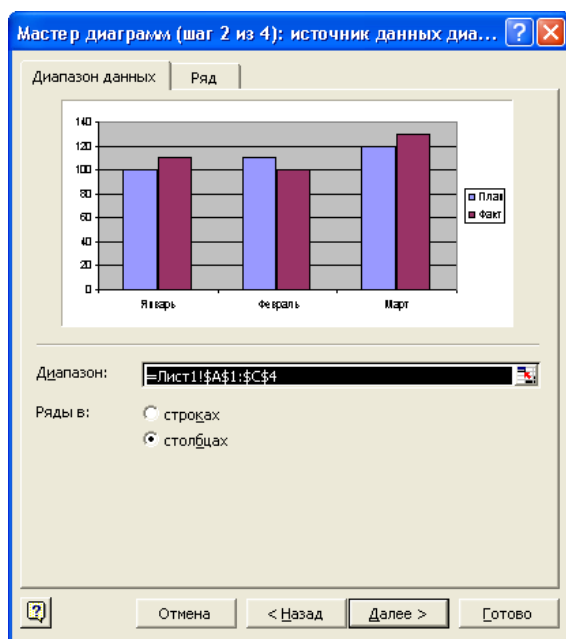 Мастер диаграмм (шаг 2 из 4): источник данных диа...
Диапазон данных
Ряд
140
120
100
80
60
40
20
0
Январь
Февраль
Март
План
Факт
Диапазон:
=Лист1!$A$1:$C$4
Ряды в:
строках
столбцах
Отмена
< Назад
Далее >
Готово